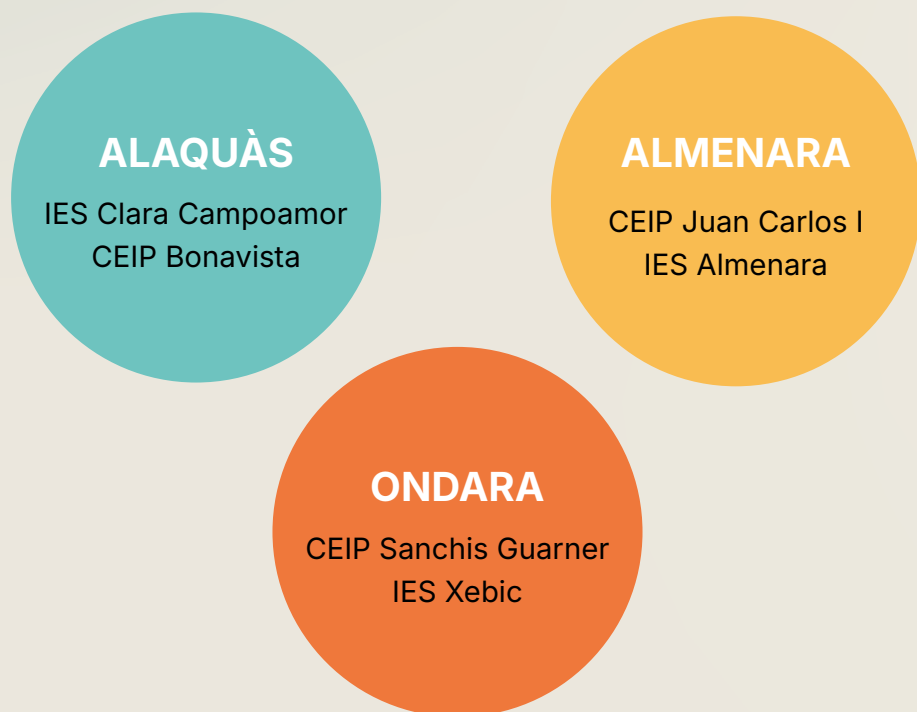 ALAQUÀS
IES Clara Campoamor
CEIP Bonavista
ALMENARA
CEIP Juan Carlos I
IES Almenara
ONDARA
CEIP Sanchis Guarner
IES Xebic